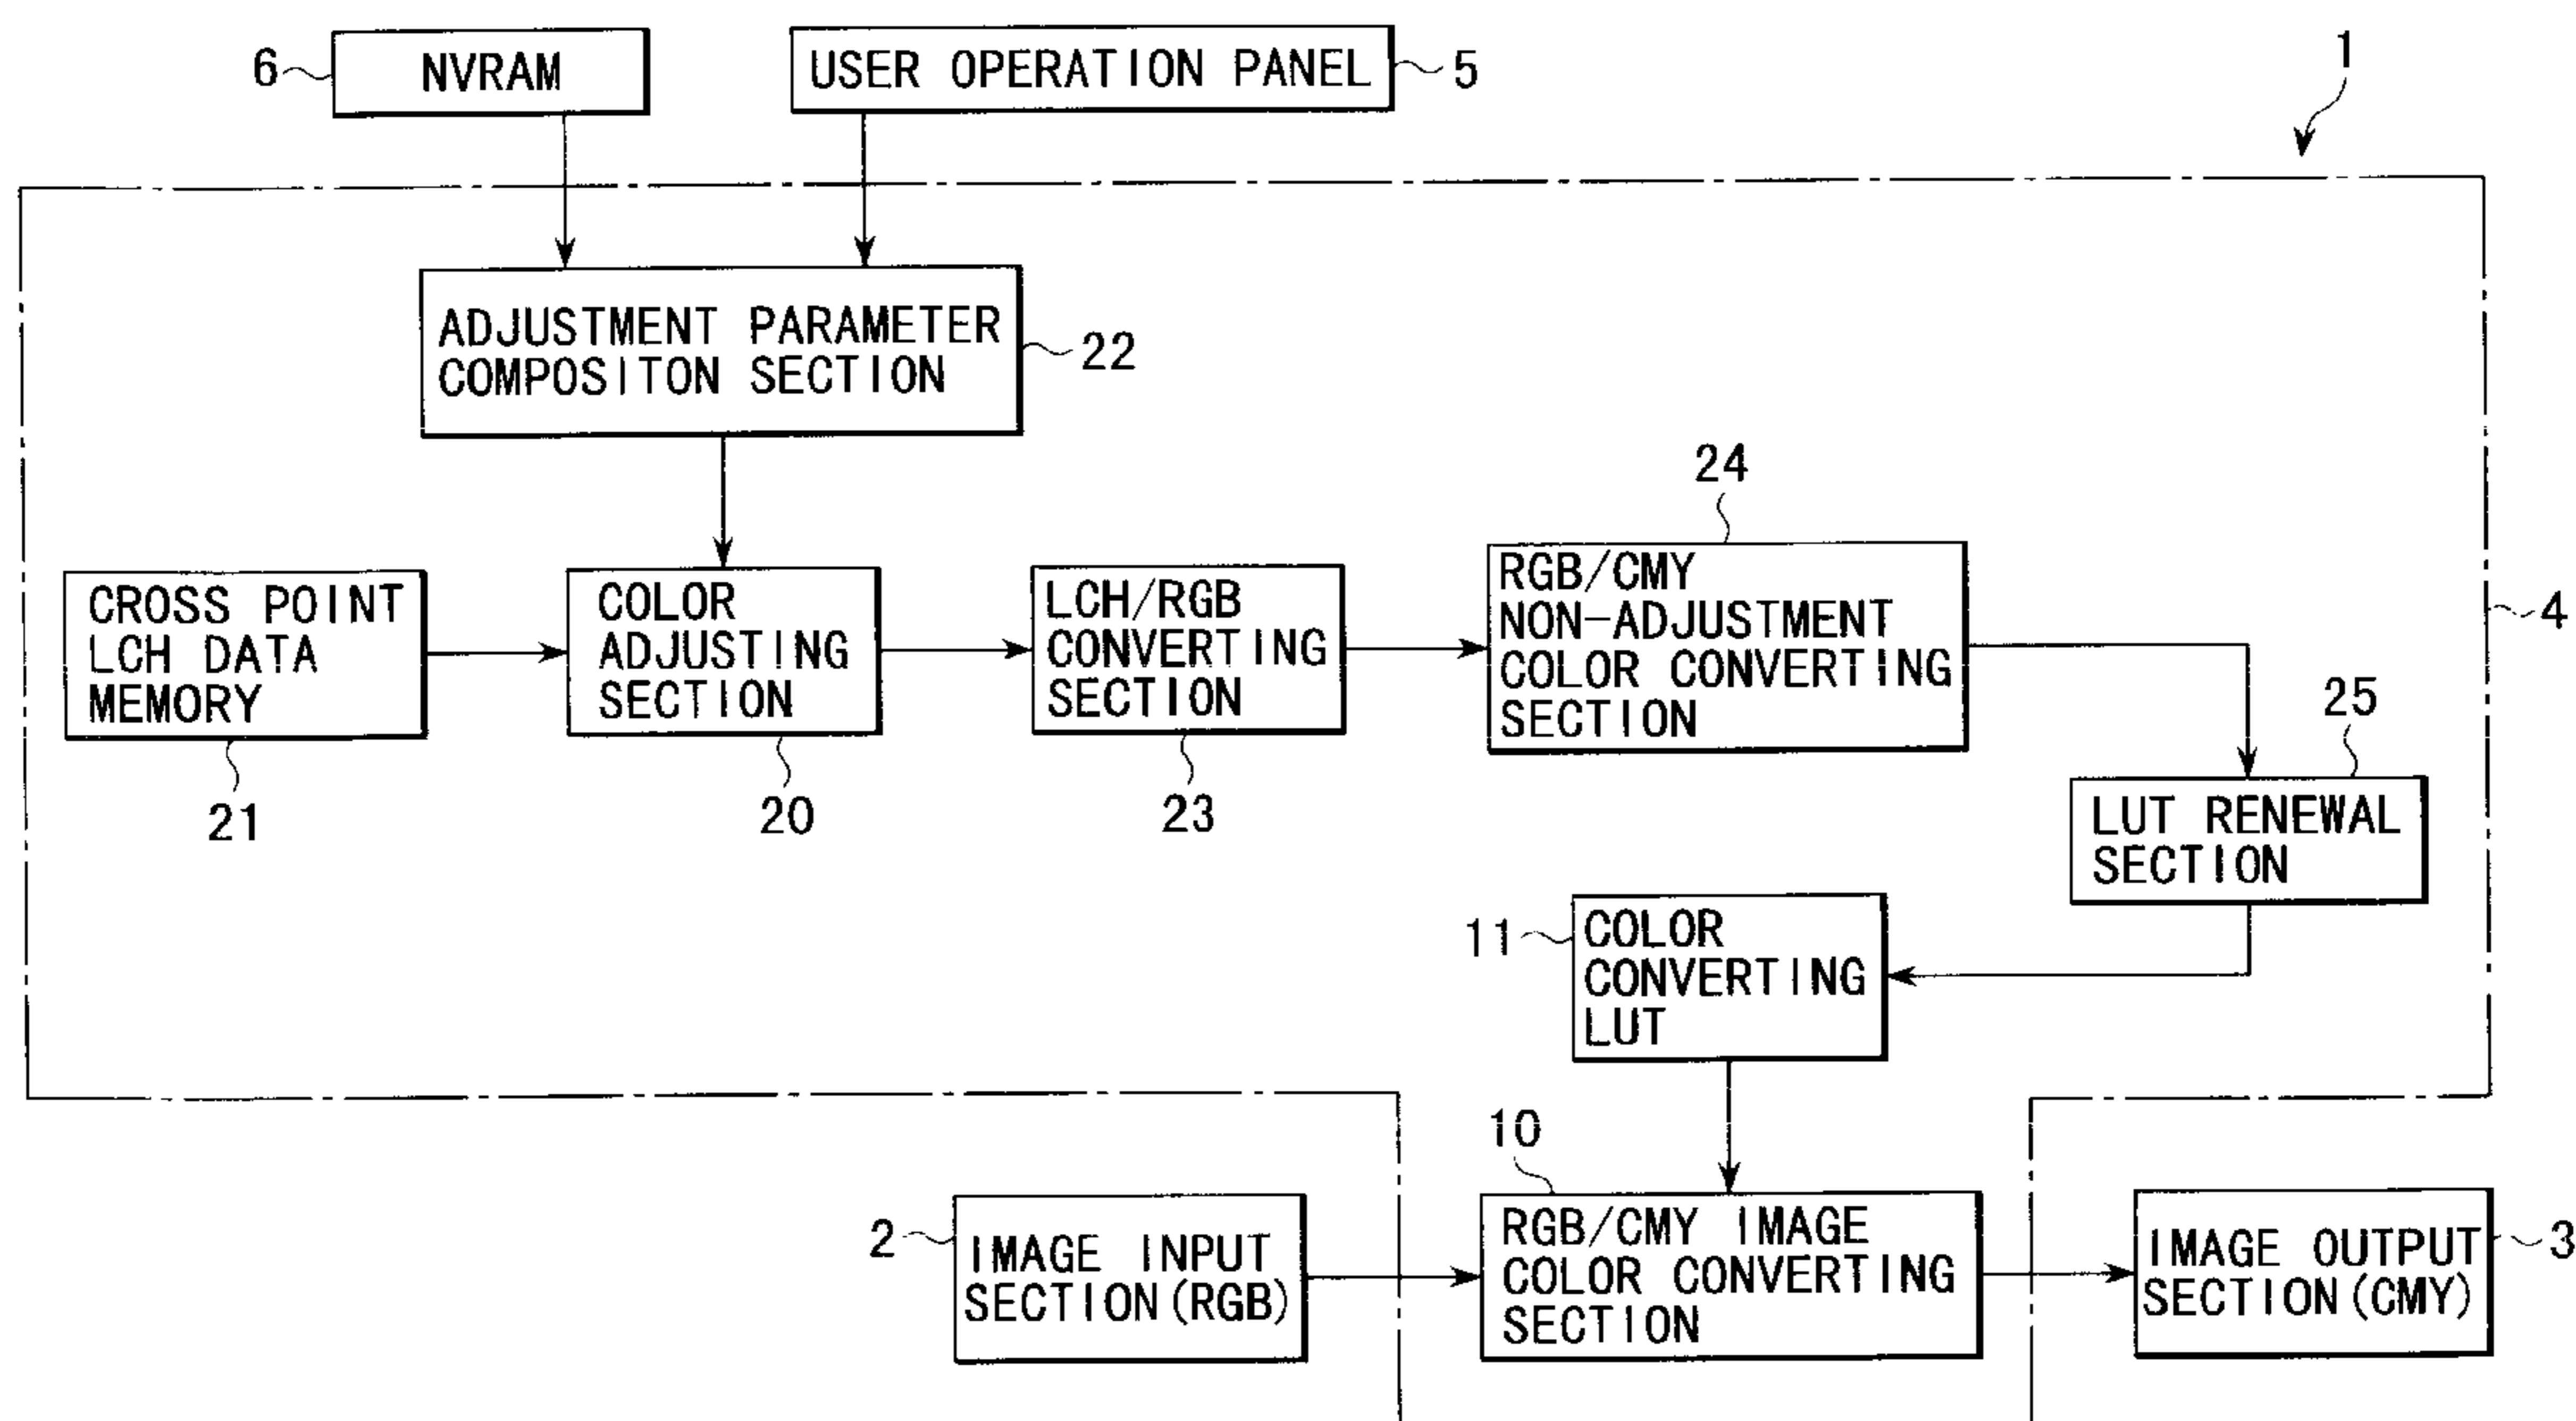 6
NVRAM
USER OPERATION PANEL
5
1
ADJUSTMENT PARAMETER
COMPOSITON SECTION
22
24
CROSS POINT
LCH DATA
MEMORY
21
COLOR
ADJUSTING
SECTION
20
LCH/RGB
CONVERTING
SECTION
23
RGB/CMY
NON-ADJUSTMENT
COLOR CONVERTING
SECTION
4
25
LUT RENEWAL
SECTION
11
COLOR
CONVERTING
LUT
10
2
IMAGE INPUT
SECTION(RGB)
RGB/CMY IMAGE
COLOR CONVERTING
SECTION
IMAGE OUTPUT
SECTION(CMY)
3